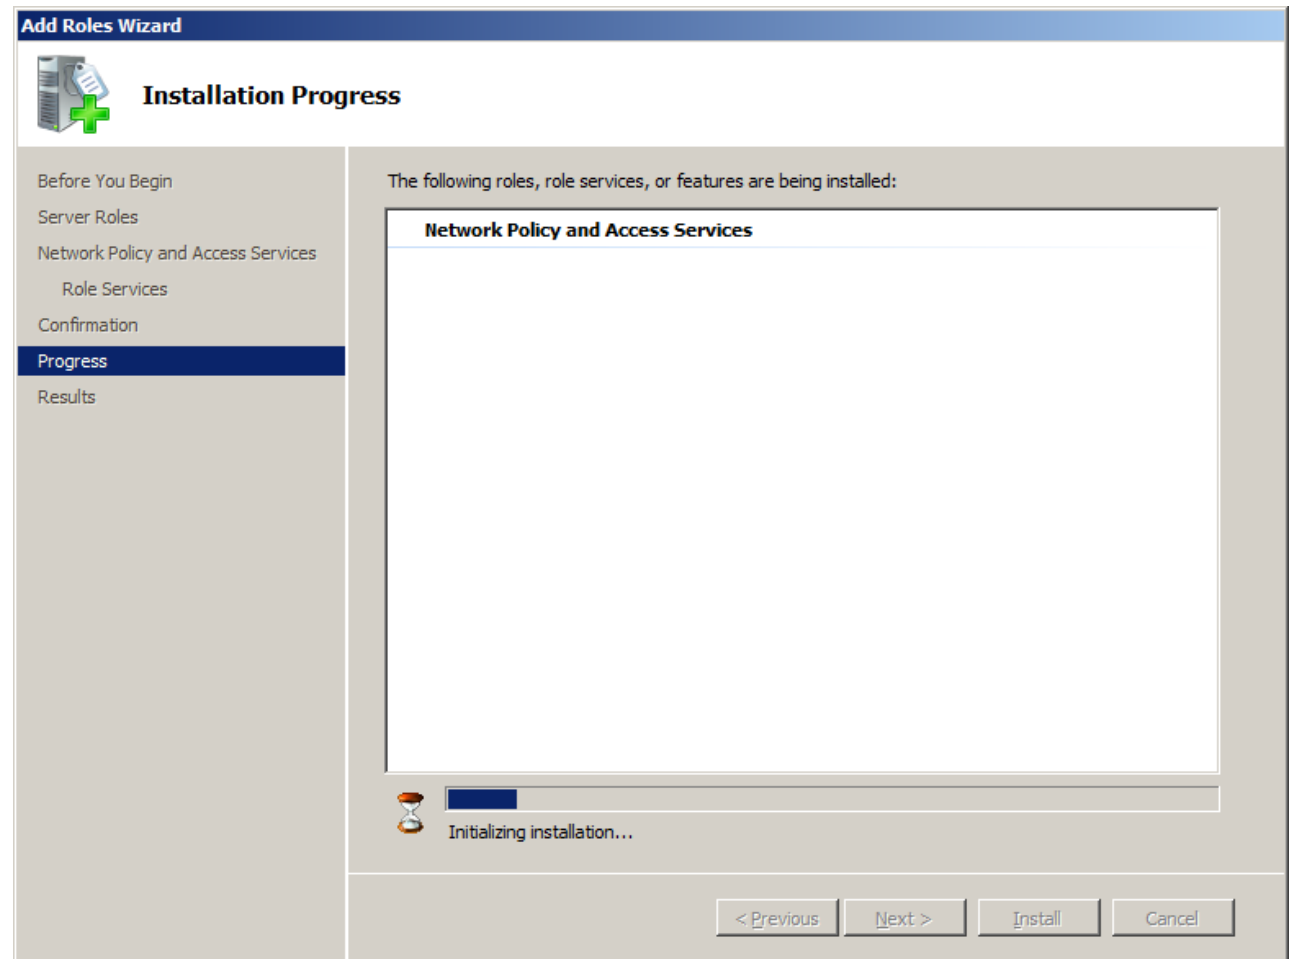 Add Roles Wizard
Installation Progress
Before You Begin
Server Roles
Network Policy and Access Services
Role Services
Confirmation
Progress
Results
The following roles, role services, or features are being installed:
Network Policy and Access Services
Initializing installation...
< Previous
Next >
Install
Cancel